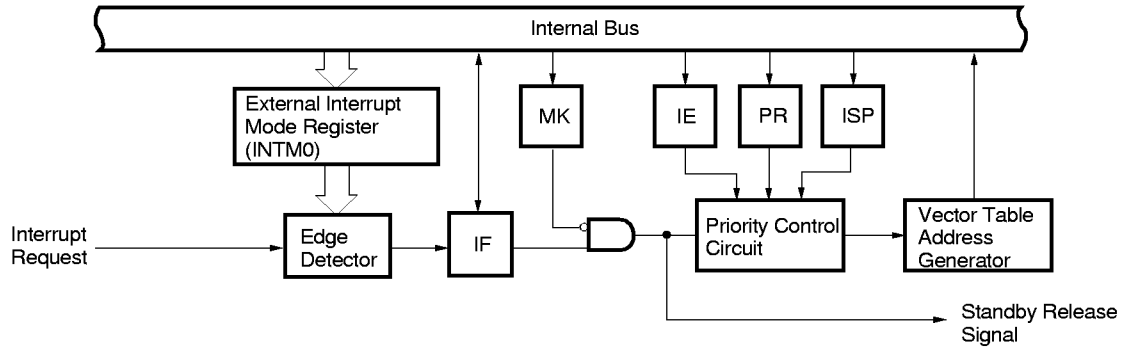 Internal Bus
External Interrupt
Mode Register
(INTM0)
MK
IE
PR
ISP
Interrupt
Request
Edge
Detector
IF
Priority Control
Circuit
Vector Table
Address
Generator
Standby Release
Signal